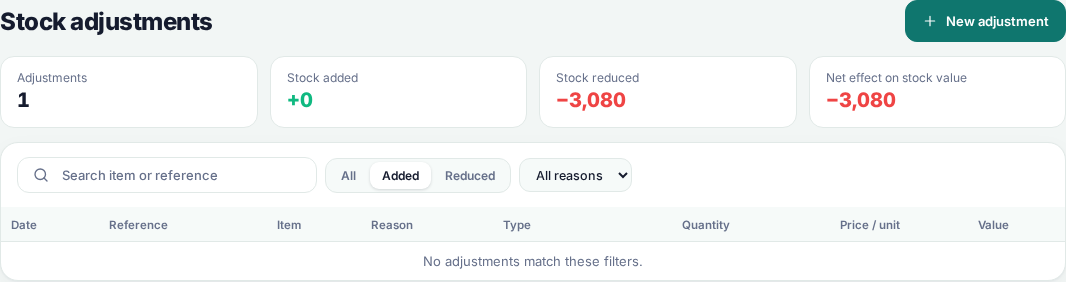 Stock adjustments
New adjustment
Adjustments
1
Stock added
+0
Stock reduced
−3,080
Net effect on stock value
−3,080
Search item or reference
All Added Reduced
All reasons
Date Reference Item Reason Type Quantity Price / unit Value
No adjustments match these filters.